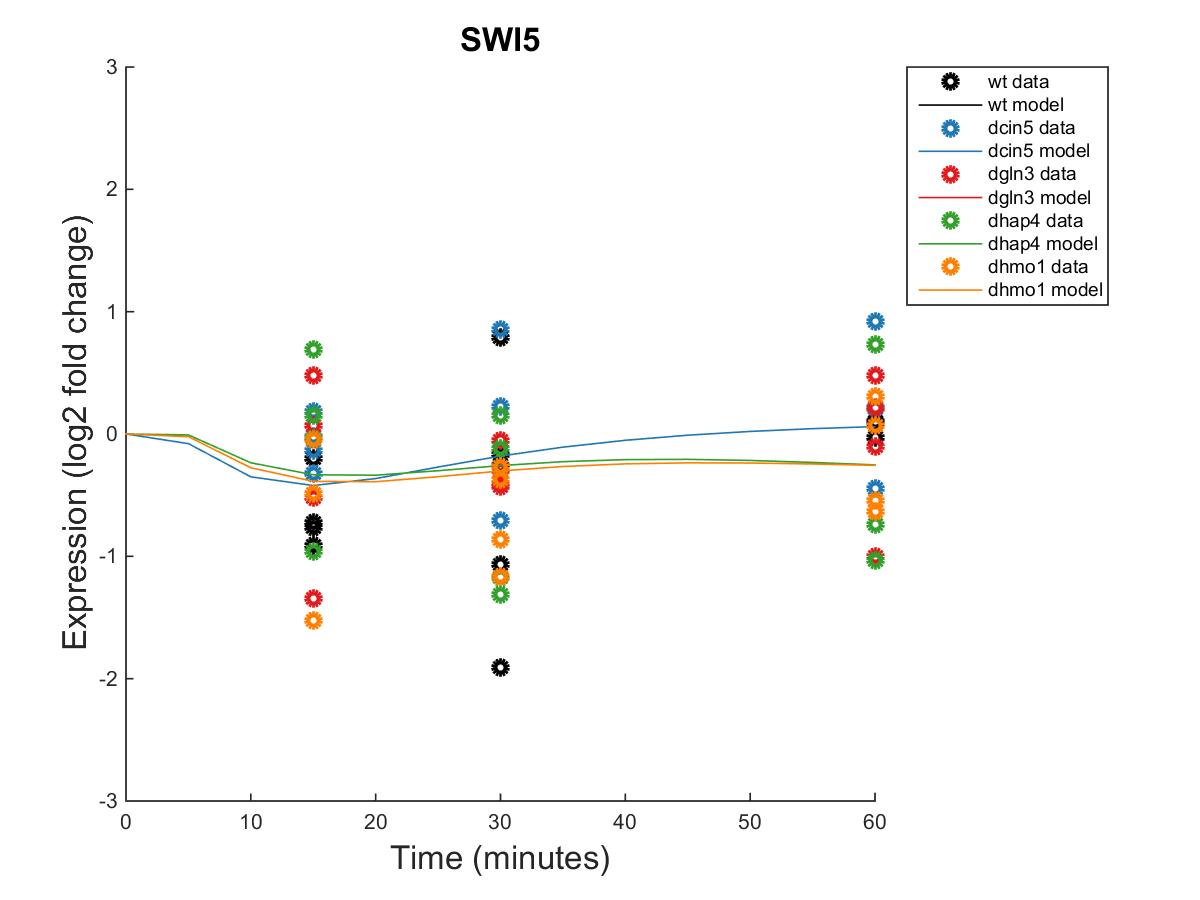 SWI5
Expression (log2 fold change)
3
2
1
0
-1
-2
-3
0 10 20 30 40 50 60
Time (minutes)
wt data
wt model
dcin5 data
dcin5 model
dgln3 data
dgln3 model
dhap4 data
dhap4 model
dhmo1 data
dhmo1 model